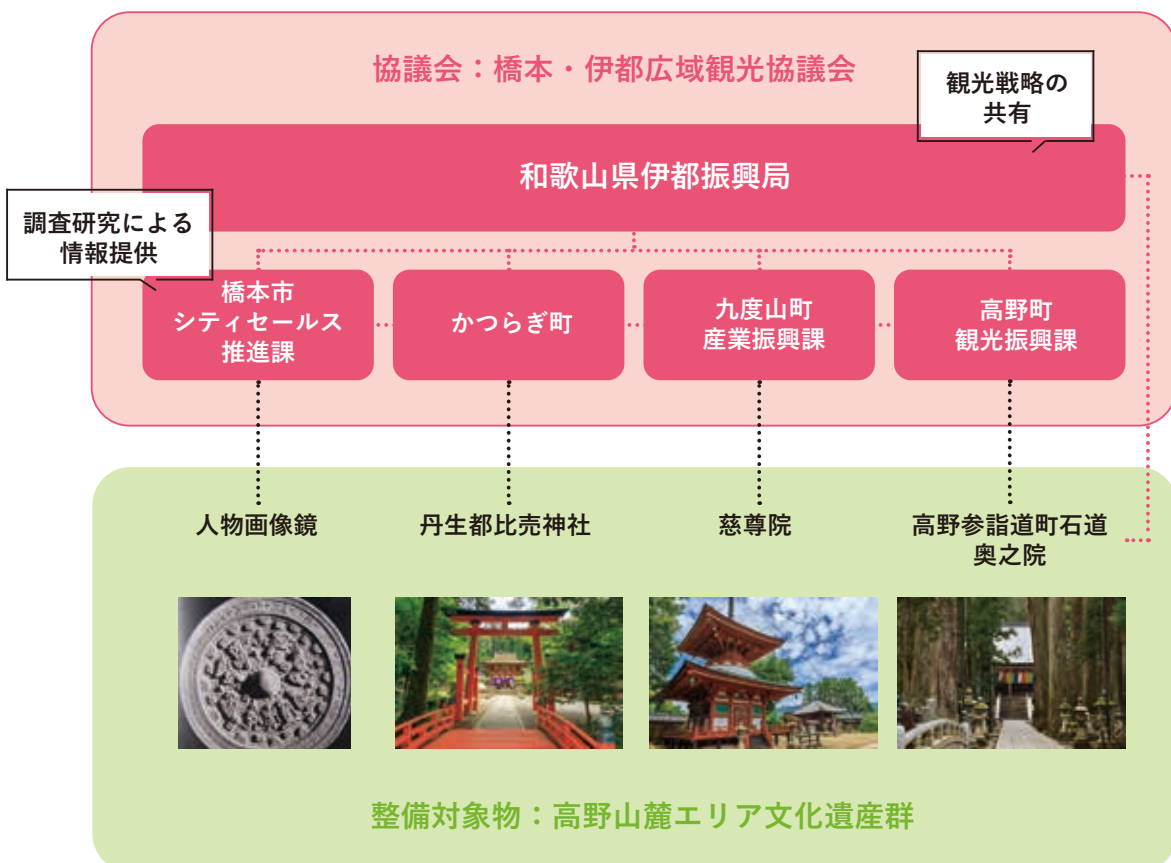 協議会：橋本・伊都広域観光協議会
観光戦略の
共有
和歌山県伊都振興局
調査研究による
情報提供
橋本市
シティセールス
推進課
かつらぎ町
九度山町
産業振興課
高野町
観光振興課
人物画像鏡
丹生都比売神社
慈尊院
高野参詣道町石道
奥之院
整備対象物：高野山麓エリア文化遺産群